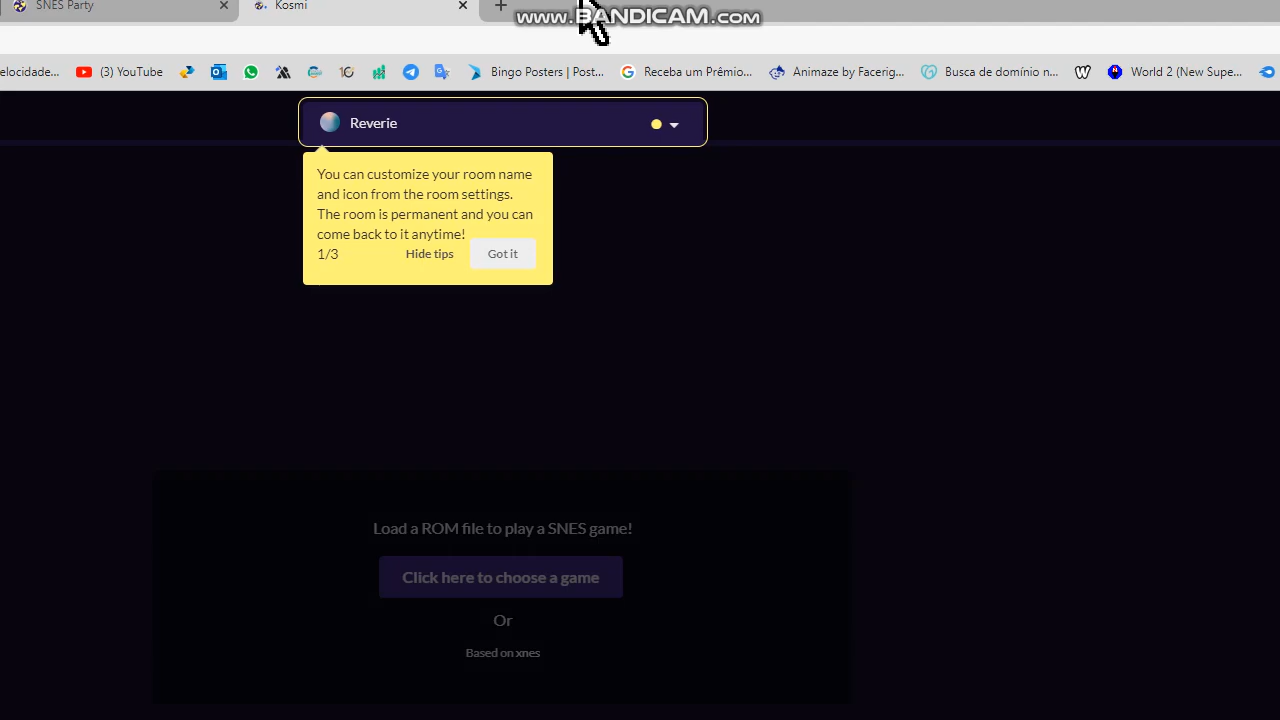 SNES Party
Kosmi
www.BANDICAM.com
elocidade...
(3) YouTube
Bingo Posters | Post...
Receba um Prêmio...
Animaze by Facerig...
Busca de domínio n...
World 2 (New Supe...
Reverie
You can customize your room name
and icon from the room settings.
The room is permanent and you can
come back to it anytime!
1/3 Hide tips Got it
Load a ROM file to play a SNES game!
Click here to choose a game
Or
Based on xnes